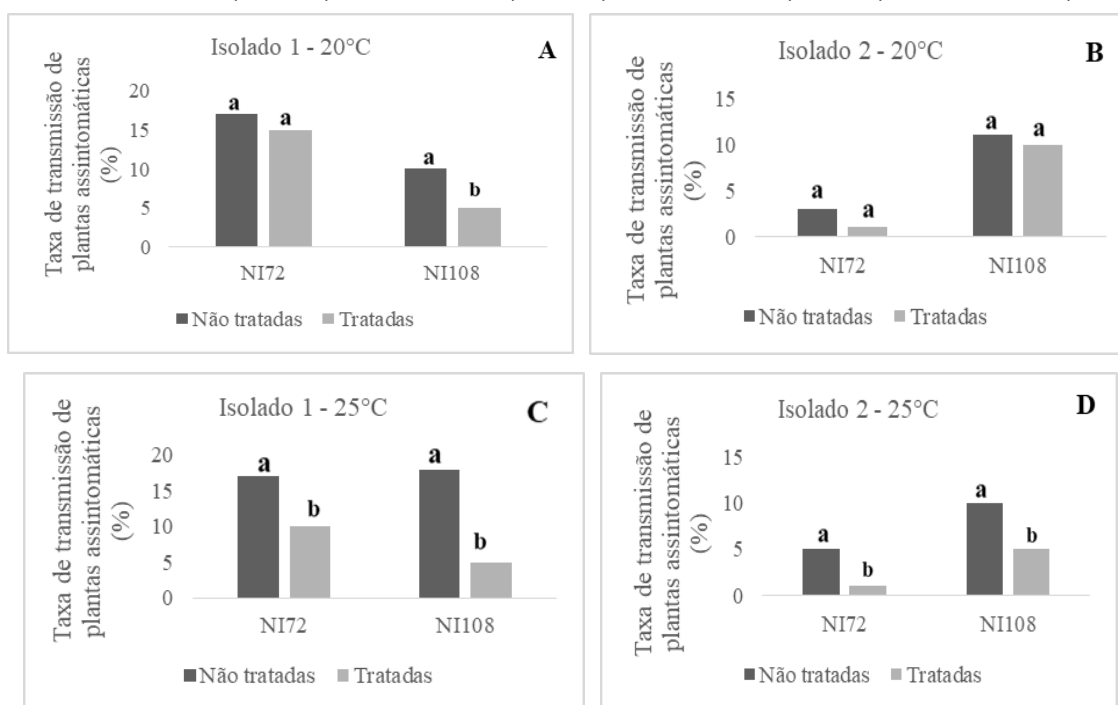 Isolado 1 - 20°C
A
Taxa de transmissão de
plantas assintomáticas
(%)
20
15
10
5
0
a
a
a
b
NI72
NI108
Não tratadas
Tratadas
Isolado 2 - 20°C
B
Taxa de transmissão de
plantas assintomáticas
(%)
15
10
5
0
a
a
a
a
NI72
NI108
Não tratadas
Tratadas
Isolado 1 - 25°C
C
Taxa de transmissão de
plantas assintomáticas
(%)
20
15
10
5
0
a
b
a
b
NI72
NI108
Não tratadas
Tratadas
Isolado 2 - 25°C
D
Taxa de transmissão de
plantas assintomáticas
(%)
15
10
5
0
a
b
a
b
NI72
NI108
Não tratadas
Tratadas